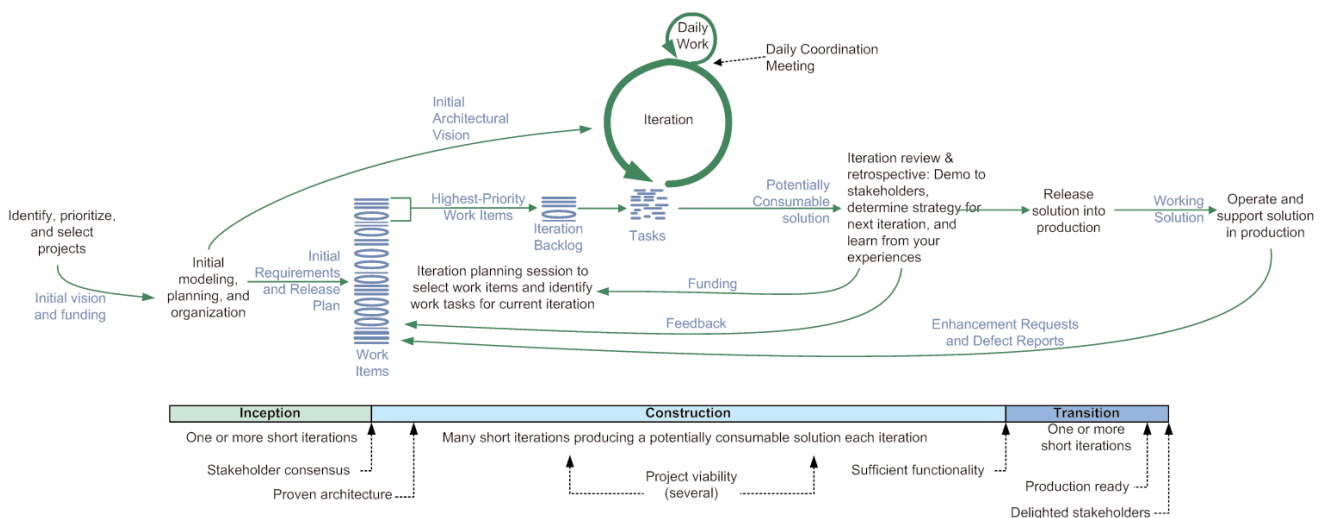 Daily
Work
Daily Coordination
Meeting
Initial
Architectural
Vision
Iteration
Identify, prioritize,
and select
projects
Initial vision
and funding
Initial
modeling,
planning, and
organization
Initial
Requirements
and Release
Plan
Work
Items
Highest-Priority
Work Items
Iteration
Backlog
Tasks
Potentially
Consumable
solution
Iteration review &
retrospective: Demo to
stakeholders,
determine strategy for
next iteration, and
learn from your
experiences
Release
solution into
production
Working
Solution
Operate and
support solution
in production
Iteration planning session to
select work items and identify
work tasks for current iteration
Funding
Feedback
Enhancement Requests
and Defect Reports
Inception
Construction
Transition
One or more short iterations
Many short iterations producing a potentially consumable solution each iteration
One or more
short iterations
Stakeholder consensus
Proven architecture
Project viability
(several)
Sufficient functionality
Production ready
Delighted stakeholders